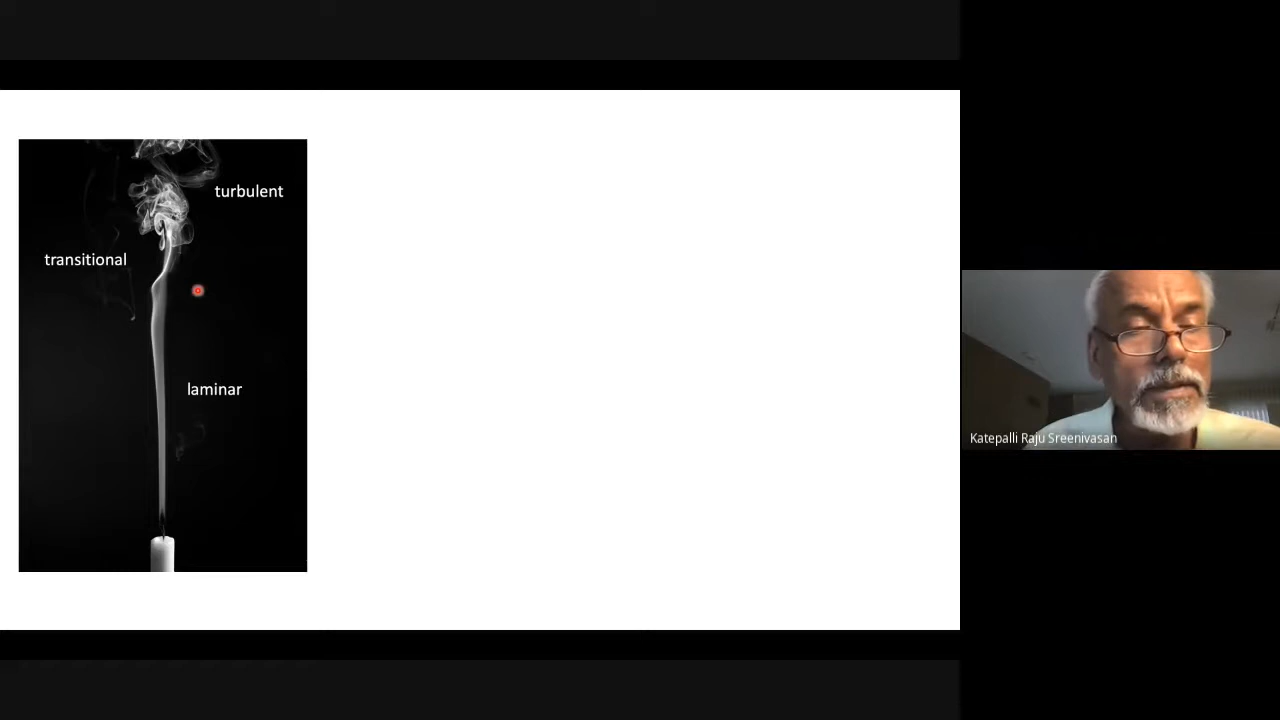 turbulent
transitional
laminar
Katepalli Raju Sreenivasan